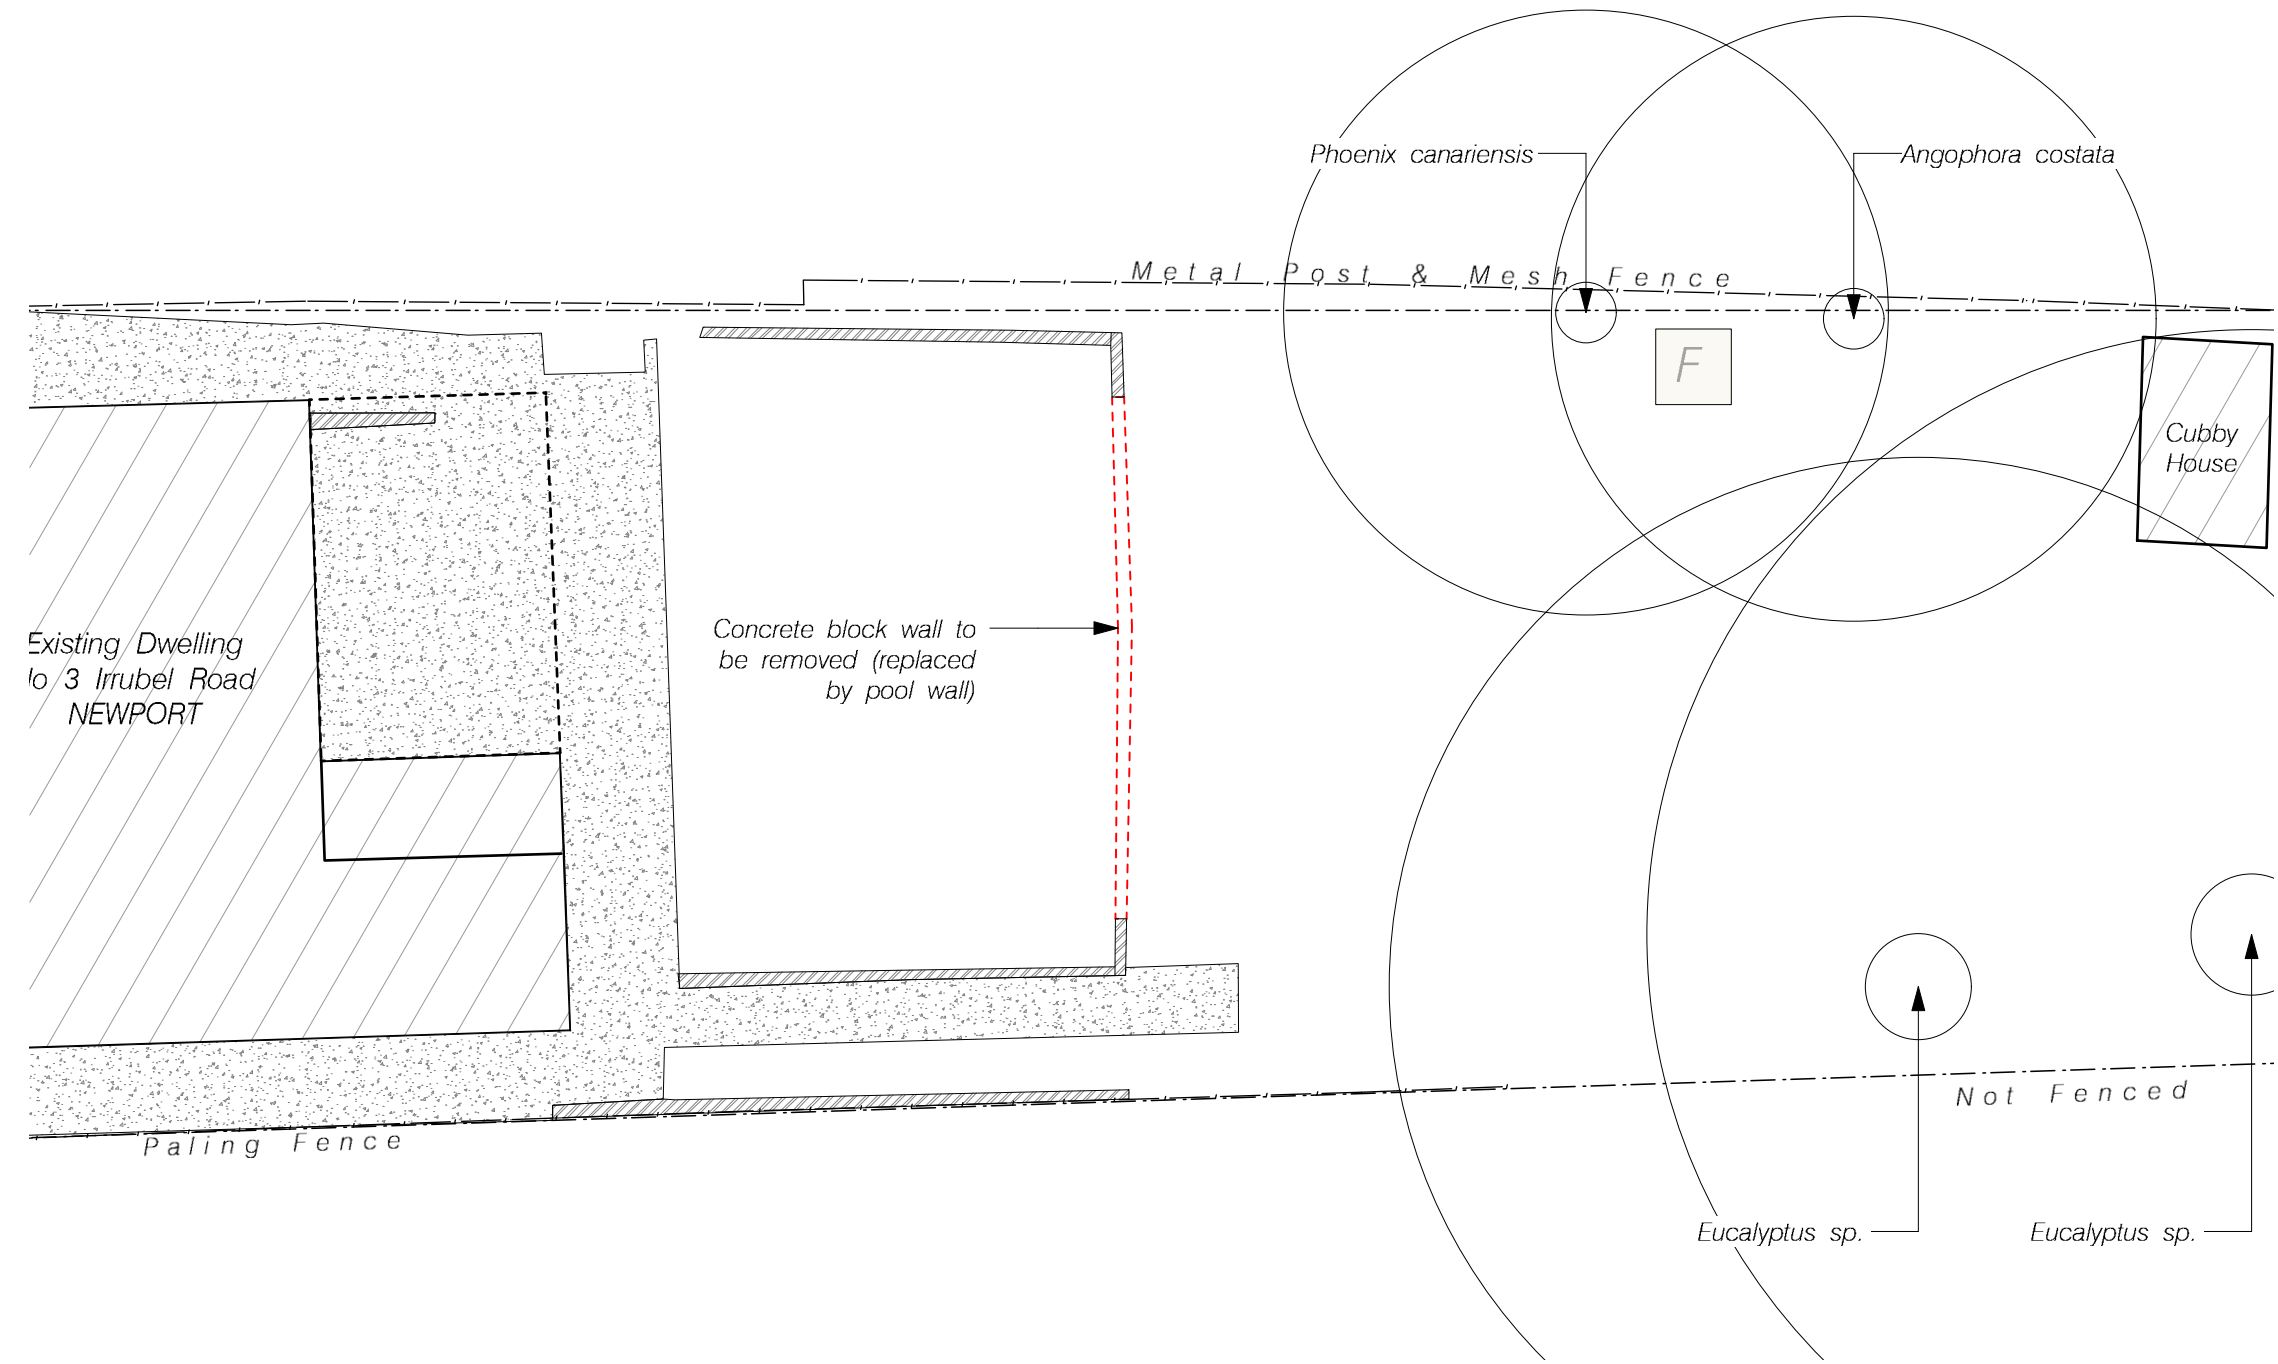 Phoenix canariensis
Angophora costata
Metal Post & Mesh Fence
F
Cubby
House
Existing Dwelling
No 3 Irrubel Road
NEWPORT
Concrete block wall to
be removed (replaced
by pool wall)
Not Fenced
Paling Fence
Eucalyptus sp.
Eucalyptus sp.